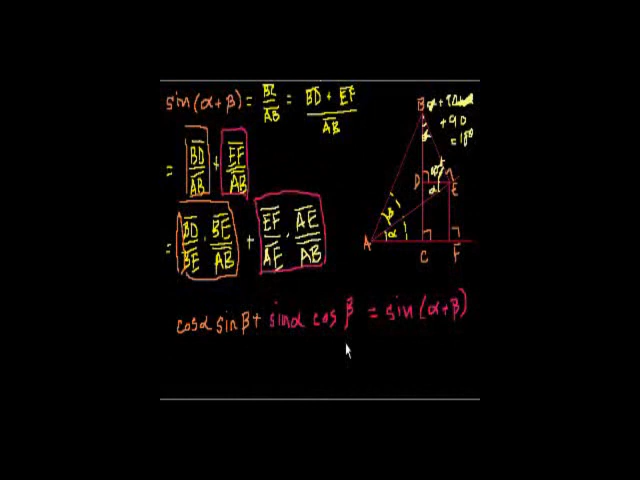 sin(α+β) = BC/AB = BD + EF/AB
= BD/AB + EF/AB
= BD/BE · BE/AB + EF/AE · AE/AB
cosα sinβ + sinα cosβ = sin(α+β)
B
+90
α
D
E
α
β
α
A
C
F